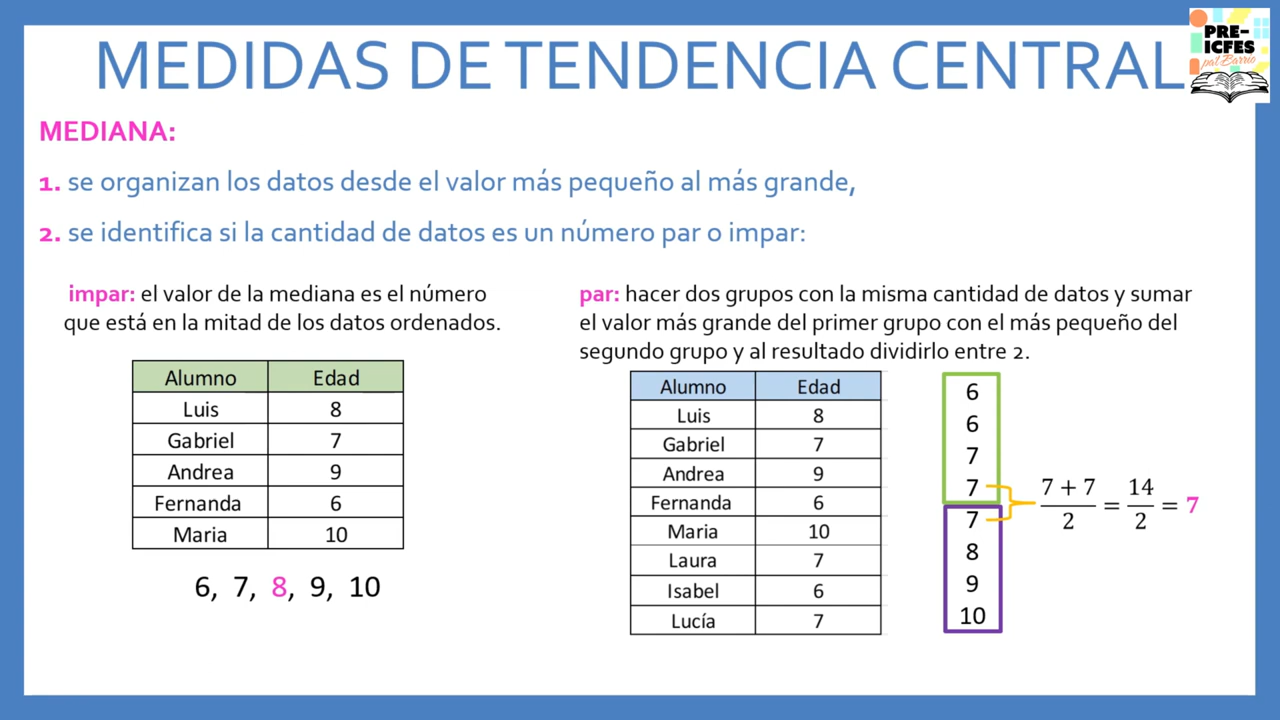 MEDIDAS DE TENDENCIA CENTRAL
PRE-
ICFES
pal Barrio
MEDIANA:
1. se organizan los datos desde el valor más pequeño al más grande,
2. se identifica si la cantidad de datos es un número par o impar:
impar: el valor de la mediana es el número
que está en la mitad de los datos ordenados.
Alumno Edad
Luis 8
Gabriel 7
Andrea 9
Fernanda 6
Maria 10
6, 7, 8, 9, 10
par: hacer dos grupos con la misma cantidad de datos y sumar
el valor más grande del primer grupo con el más pequeño del
segundo grupo y al resultado dividirlo entre 2.
Alumno Edad
Luis 8
Gabriel 7
Andrea 9
Fernanda 6
Maria 10
Laura 7
Isabel 6
Lucía 7
6
6
7
7
7
8
9
10
7 + 7 / 2 = 14 / 2 = 7